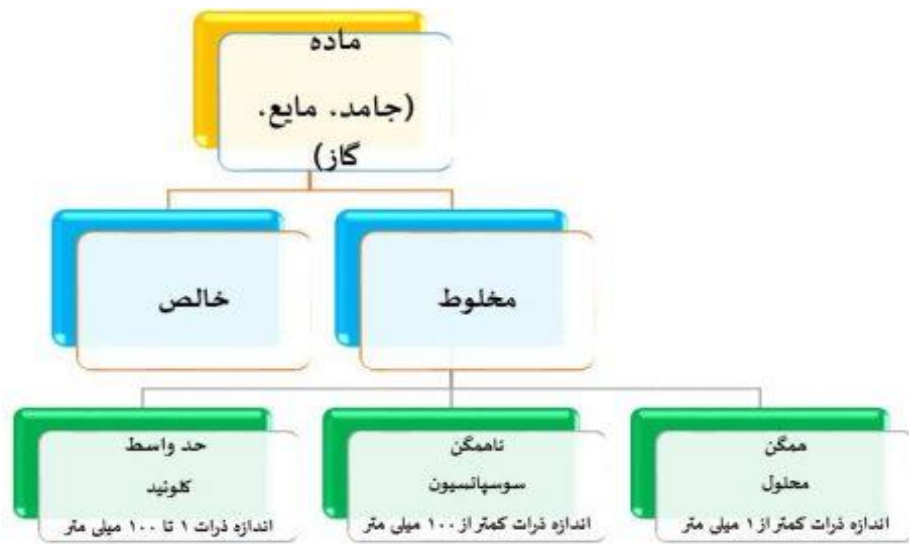 ماده
(جامد. مایع.
گاز)
مخلوط
خالص
همگن
محلول
اندازه ذرات کمتر از ۱ میلی متر
ناهمگن
سوسپانسیون
اندازه ذرات کمتر از ۱۰۰ میلی متر
حد واسط
کلوئید
اندازه ذرات ۱ تا ۱۰۰ میلی متر